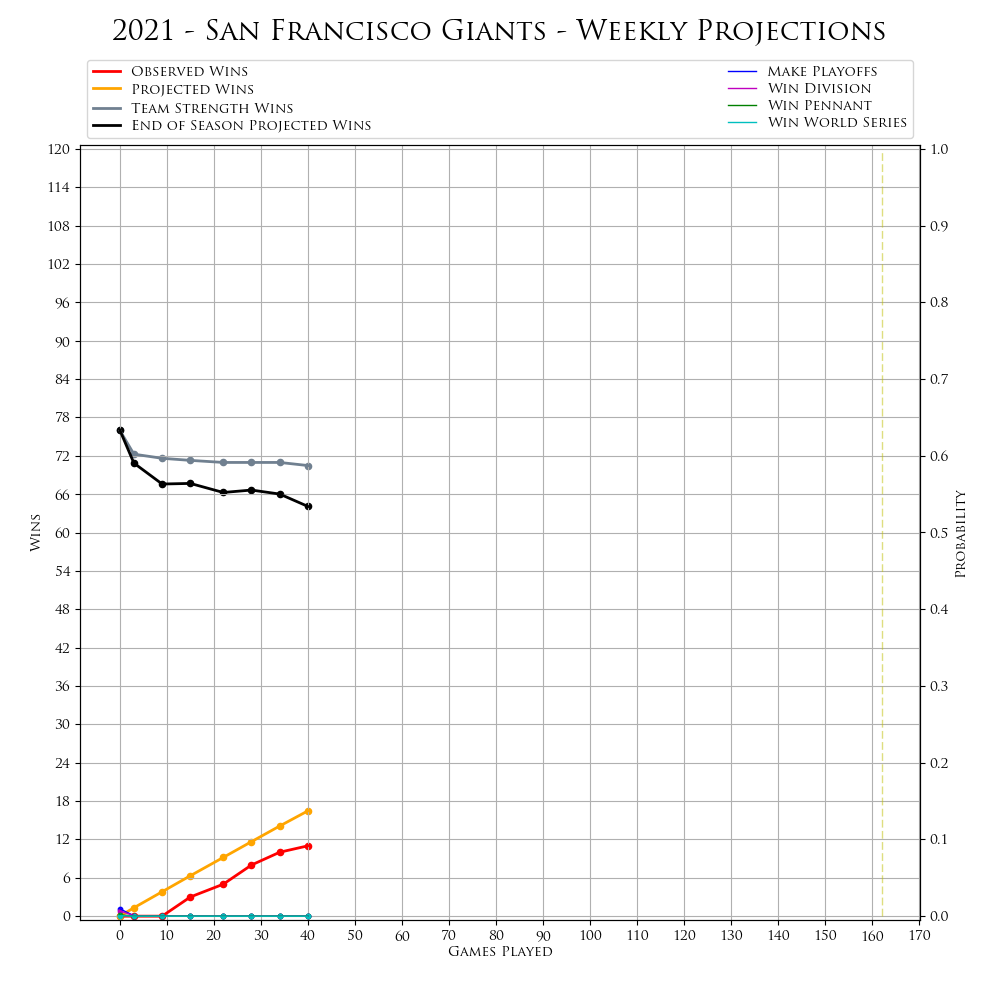 2021 - San Francisco Giants - Weekly Projections
Observed Wins
Projected Wins
Team Strength Wins
End of Season Projected Wins
Make Playoffs
Win Division
Win Pennant
Win World Series
120
114
108
102
96
90
84
78
72
66
60
54
48
42
36
30
24
18
12
6
0
Wins
1.0
0.9
0.8
0.7
0.6
0.5
0.4
0.3
0.2
0.1
0.0
Probability
0 10 20 30 40 50 60 70 80 90 100 110 120 130 140 150 160 170
Games Played